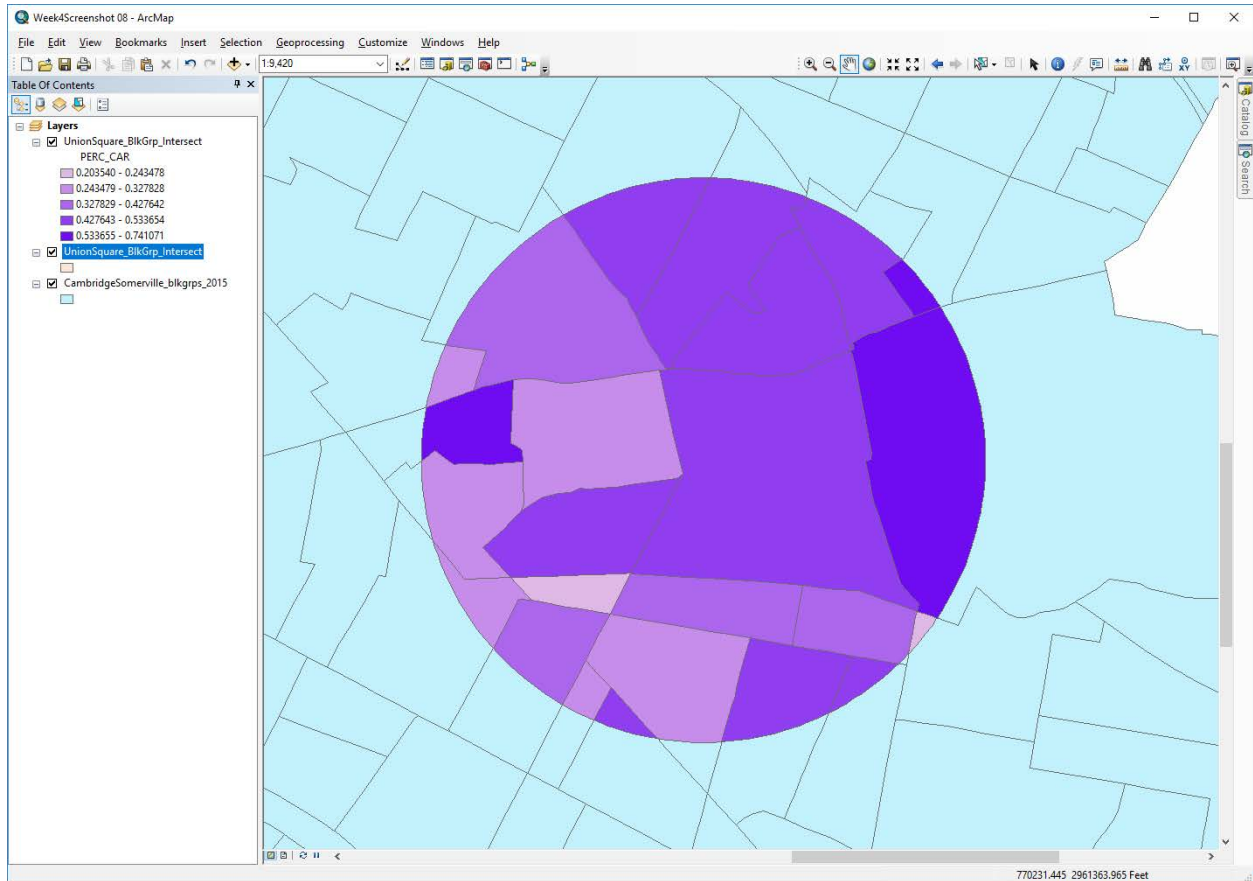 Week4Screenshot 08 - ArcMap
File Edit View Bookmarks Insert Selection Geoprocessing Customize Windows Help
1:9,420
Table Of Contents
Layers
UnionSquare_BlkGrp_Intersect
PERC_CAR
0.203540 - 0.243478
0.243479 - 0.327828
0.327829 - 0.427642
0.427643 - 0.533654
0.533655 - 0.741071
UnionSquare_BlkGrp_Intersect
CambridgeSomerville_blkgrps_2015
Catalog
Search
770231.445 2961363.965 Feet